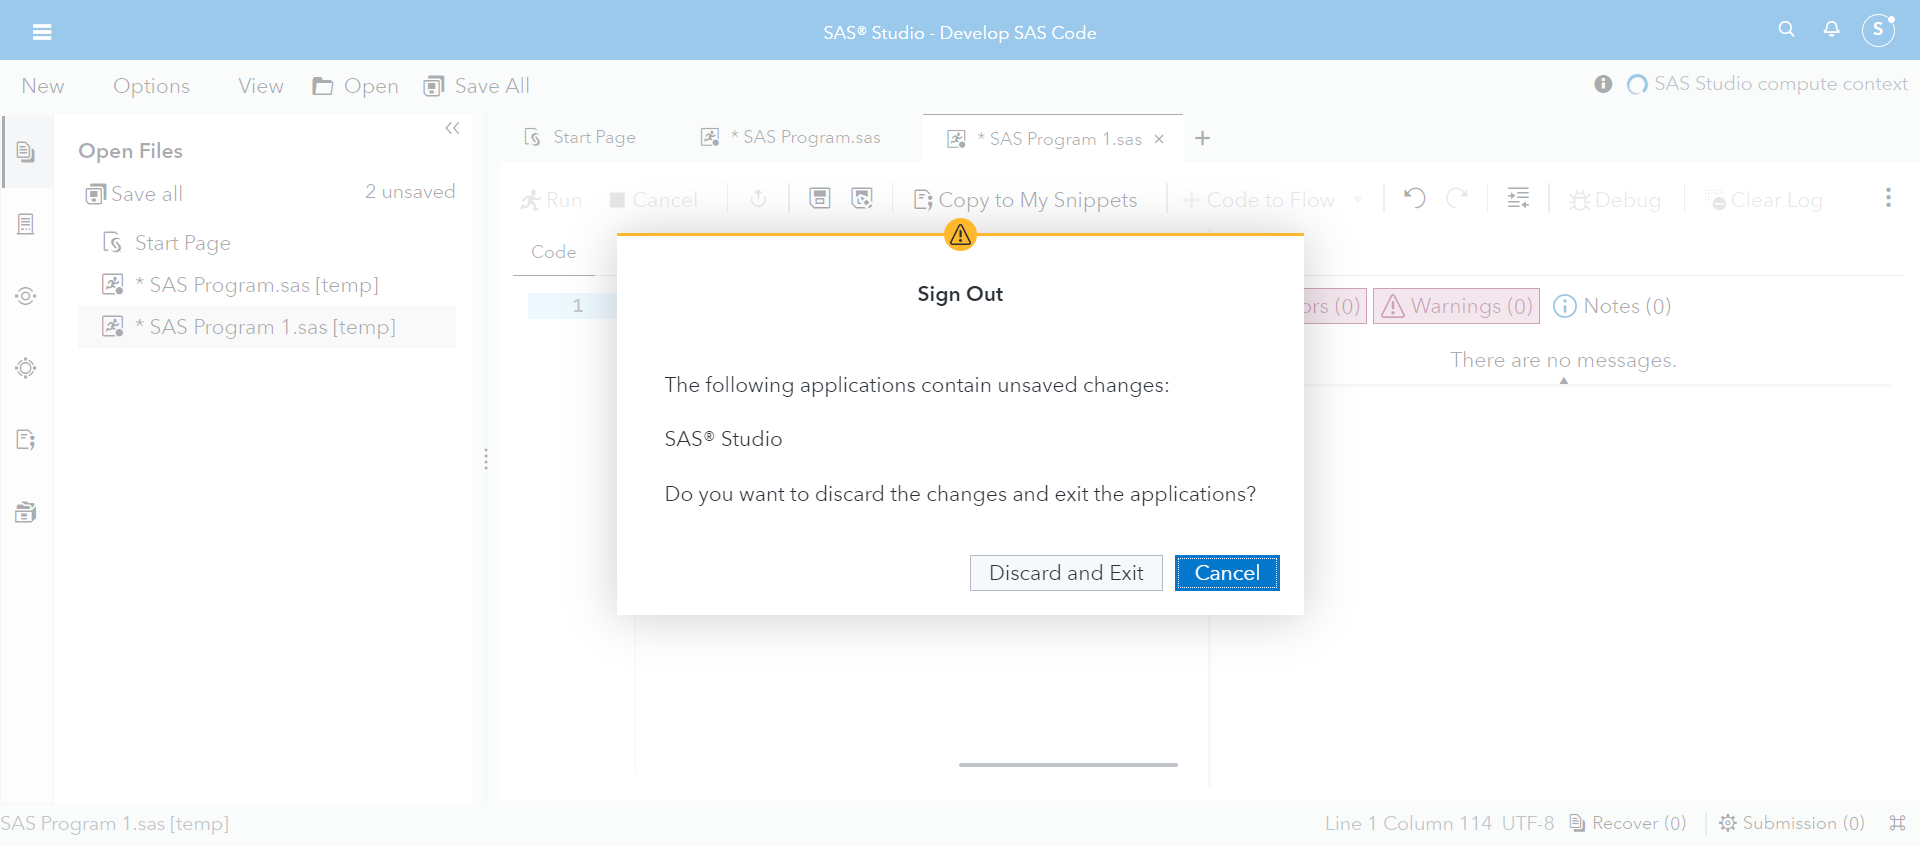 SAS® Studio - Develop SAS Code
S
New Options View Open Save All
SAS Studio compute context
Open Files
Save all 2 unsaved
Start Page
* SAS Program.sas [temp]
* SAS Program 1.sas [temp]
Start Page * SAS Program.sas * SAS Program 1.sas × +
Run Cancel Copy to My Snippets Code to Flow Debug Clear Log
Code
1
(0) Warnings (0) Notes (0)
There are no messages.
Sign Out
The following applications contain unsaved changes:
SAS® Studio
Do you want to discard the changes and exit the applications?
Discard and Exit Cancel
SAS Program 1.sas [temp]
Line 1 Column 114 UTF-8 Recover (0) Submission (0)